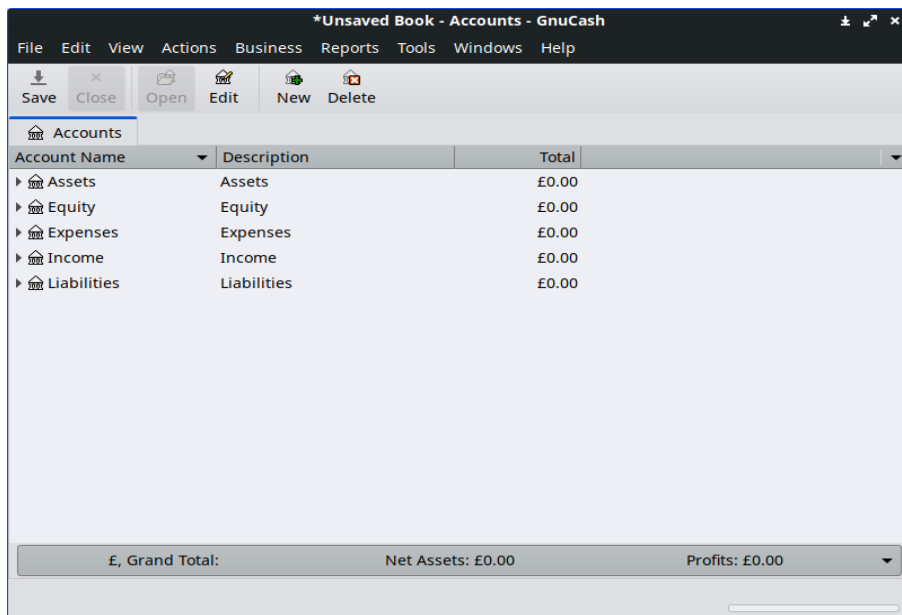 *Unsaved Book - Accounts - GnuCash
File Edit View Actions Business Reports Tools Windows Help
Save Close Open Edit New Delete
Accounts
Account Name Description Total
Assets Assets £0.00
Equity Equity £0.00
Expenses Expenses £0.00
Income Income £0.00
Liabilities Liabilities £0.00
£, Grand Total: Net Assets: £0.00 Profits: £0.00